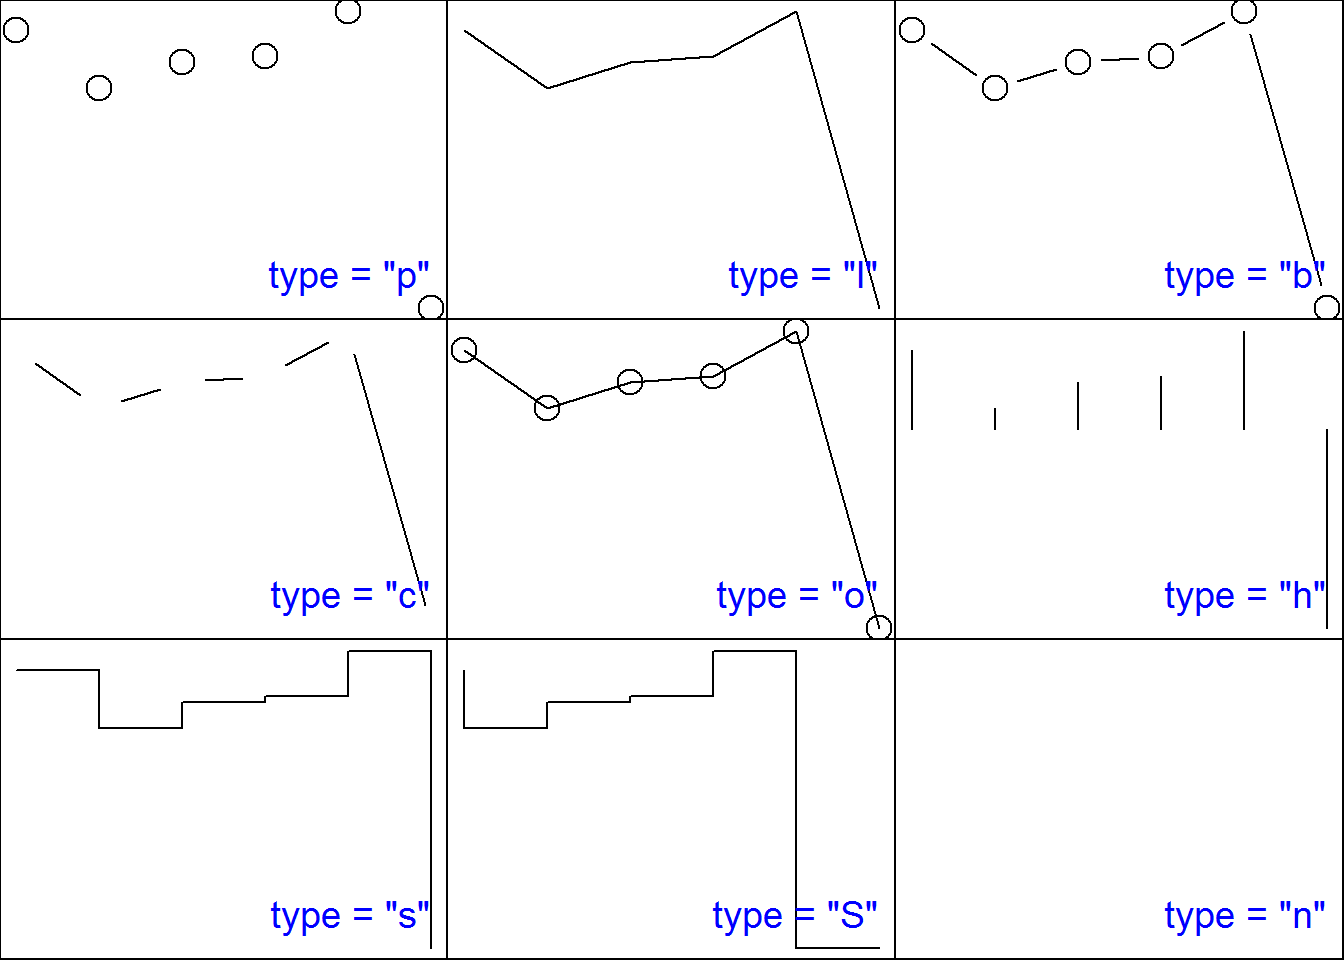 type = "p"
type = "l"
type = "b"
type = "c"
type = "o"
type = "h"
type = "s"
type = "S"
type = "n"